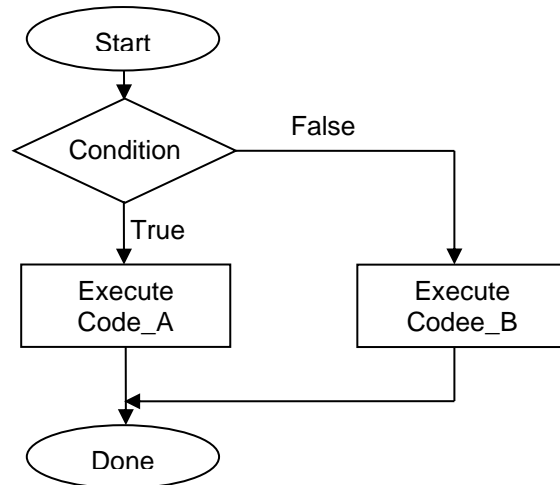 Start
Condition
False
True
Execute
Code_A
Execute
Codee_B
Done